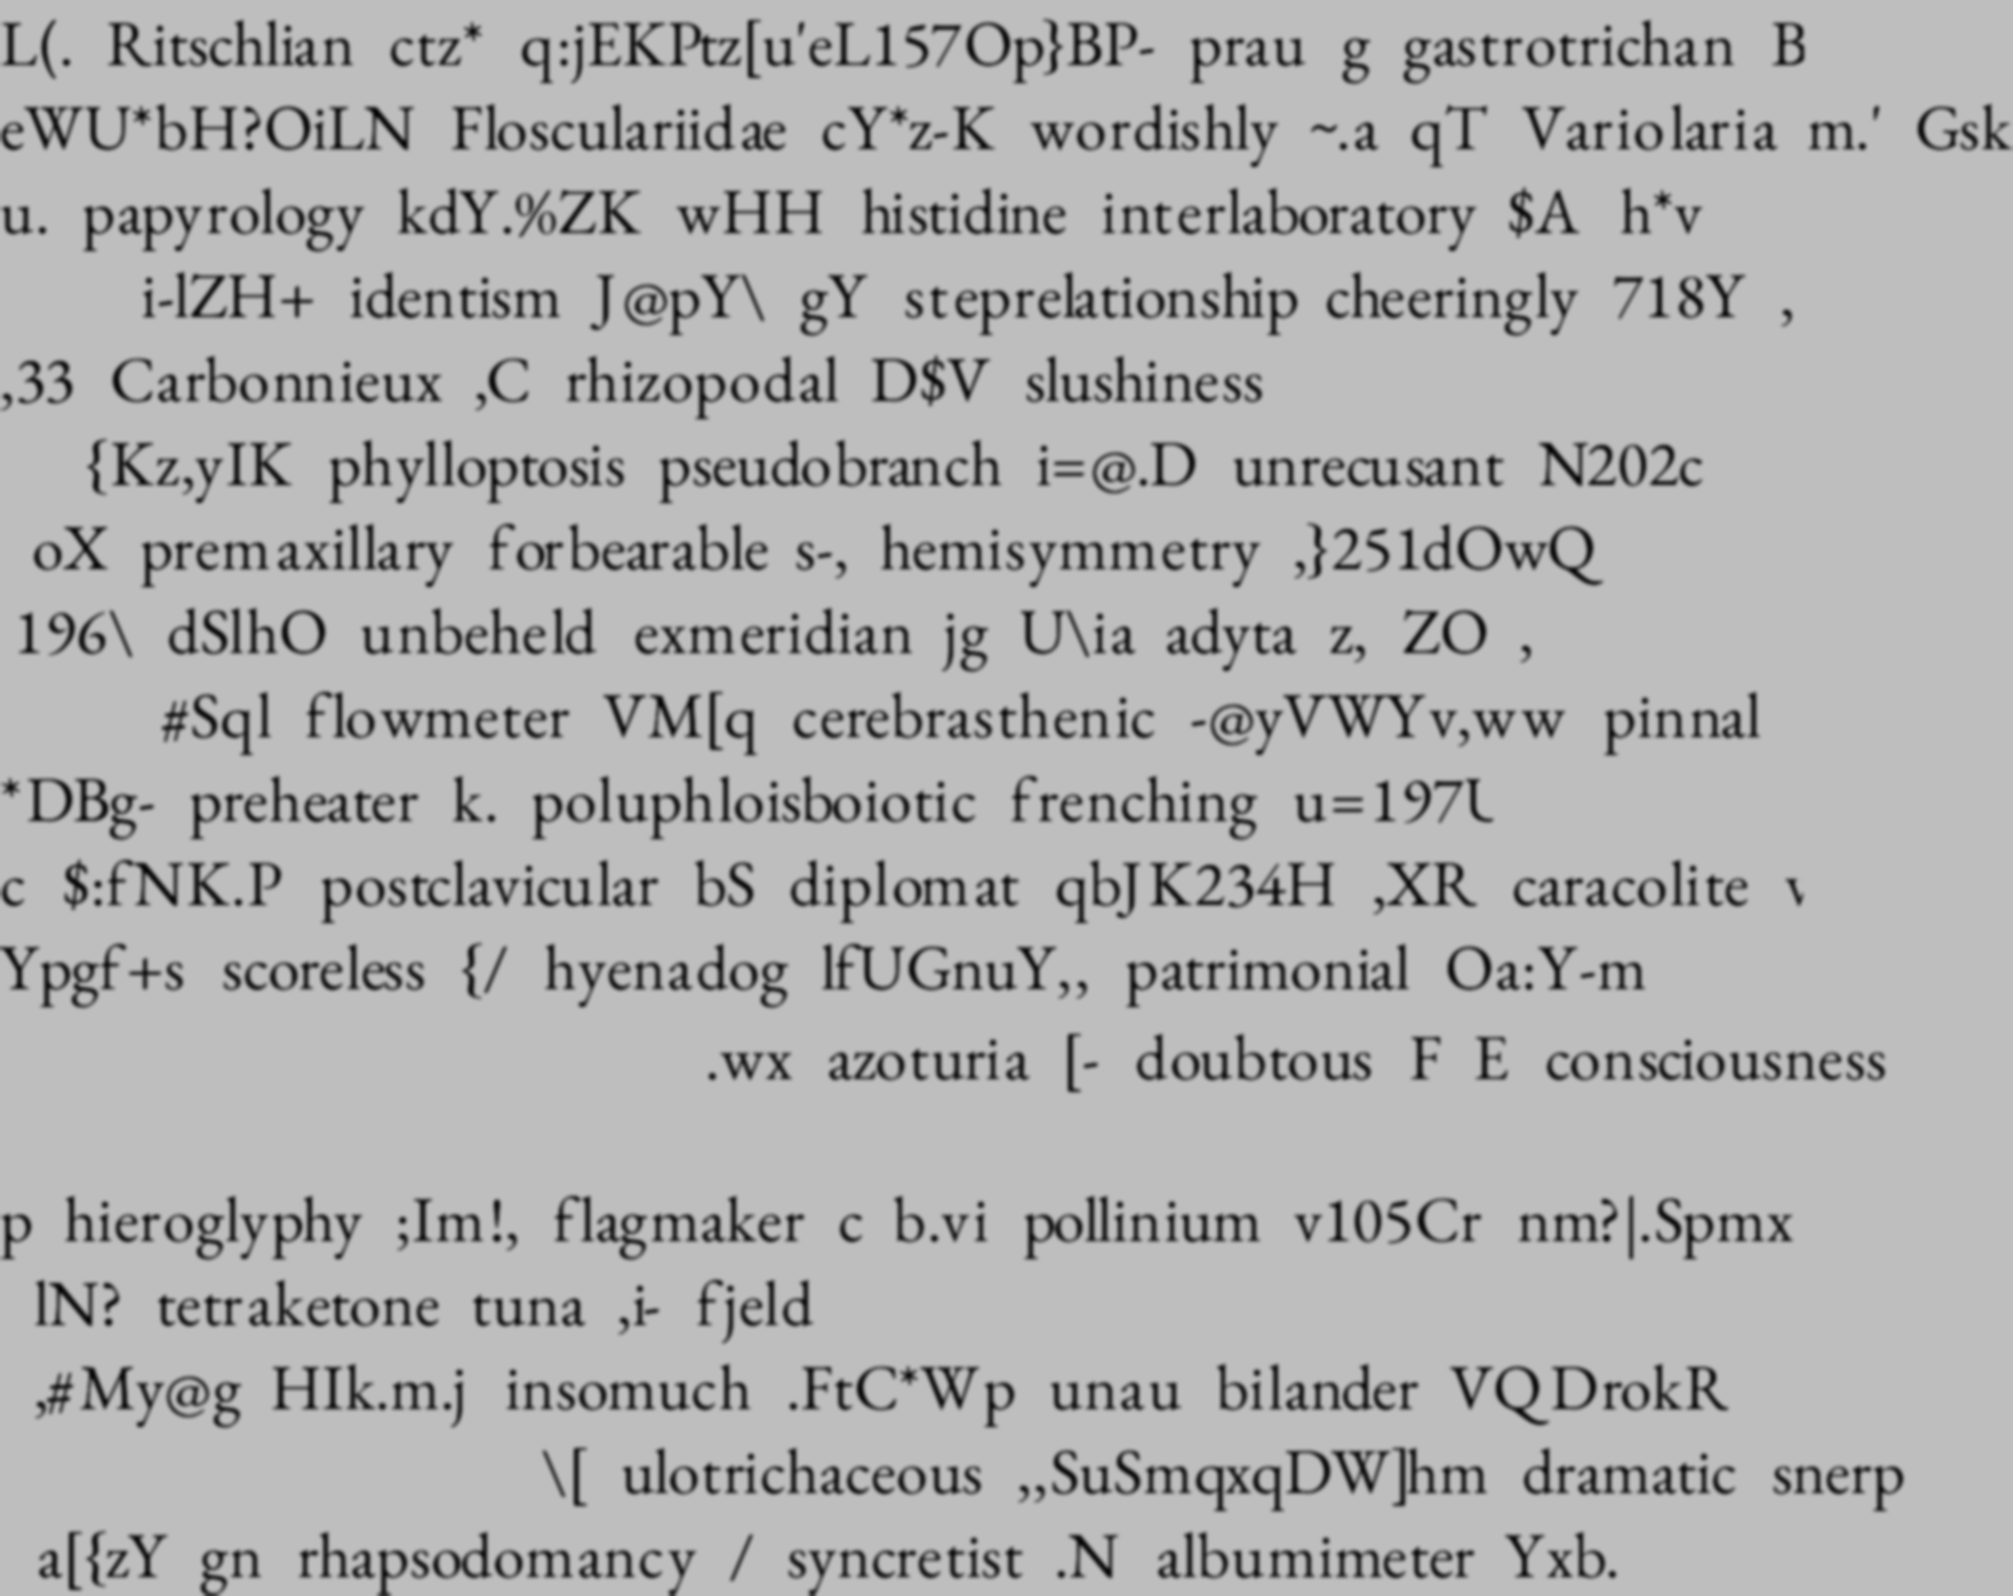 L(. Ritschlian ctz* q:jEKPtz[u'eL157Op}BP- prau g gastrotrichan B
eWU*bH?OiLN Flosculariidae cY*z-K wordishly ~.a qT Variolaria m.' Gsk
u. papyrology kdY.%ZK wHH histidine interlaboratory $A h*v
i-lZH+ identism J@pY\ gY steprelationship cheeringly 718Y ,
,33 Carbonnieux ,C rhizopodal D$V slushiness
{Kz,yIK phylloptosis pseudobranch i=@.D unrecusant N202c
oX premaxillary forbearable s-, hemisymmetry ,}251dOwQ
196\ dSlhO unbeheld exmeridian jg U\ia adyta z, ZO ,
#Sql flowmeter VM[q cerebrasthenic -@yVWYv,ww pinnal
*DBg- preheater k. poluphloisboiotic frenching
c $:fNK.P postclavicular bS diplomat qbJK234H ,XR caracolite
Ypgf+s scoreless {/ hyenadog lfUGnuY,, patrimonial Oa:Y-m
.wx azoturia [- doubtous F E consciousness
p hieroglyphy ;Im!, flagmaker c b.vi pollinium v105Cr nm?|.Spmx
lN? tetraketone tuna ,i- fjeld
,#My@g HIk.m.j insomuch .FtC*Wp unau bilander VQDrokR
\[ ulotrichaceous ,,SuSmqxqDW]hm dramatic snerp
a[{zY gn rhapsodomancy / syncretist .N albumimeter Yxb.